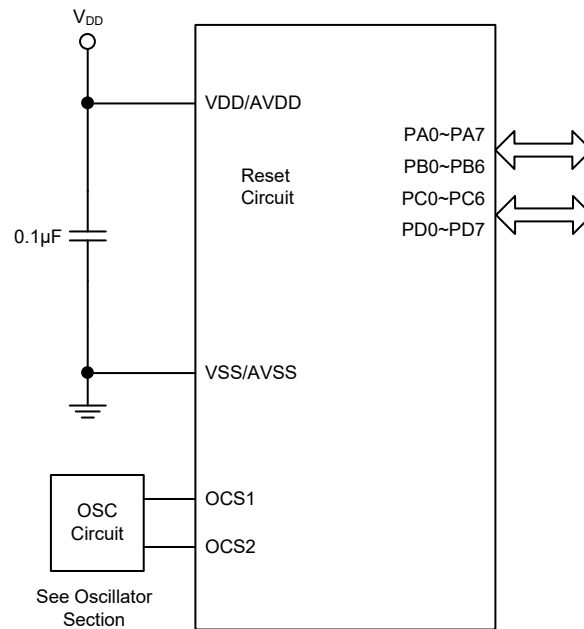 VDD
VDD/AVDD
PA0~PA7
PB0~PB6
PC0~PC6
PD0~PD7
Reset
Circuit
0.1µF
VSS/AVSS
OSC
Circuit
OCS1
OCS2
See Oscillator
Section